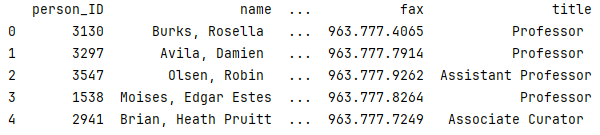 person_ID name ... fax title
0 3130 Burks, Rosella ... 963.777.4065 Professor
1 3297 Avila, Damien ... 963.777.7914 Professor
2 3547 Olsen, Robin ... 963.777.9262 Assistant Professor
3 1538 Moises, Edgar Estes ... 963.777.8264 Professor
4 2941 Brian, Heath Pruitt ... 963.777.7249 Associate Curator